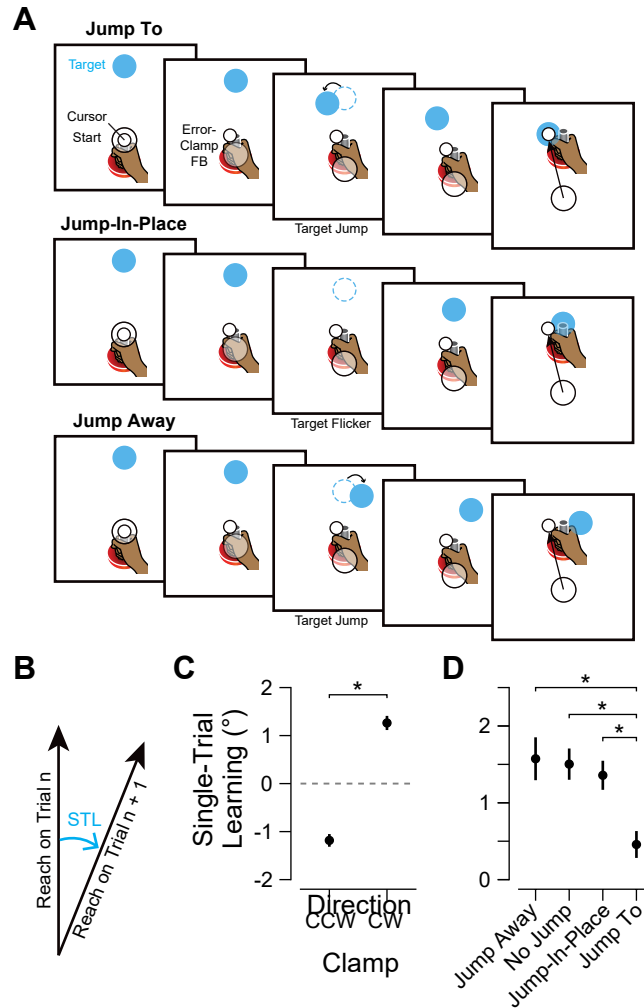 A
Jump To
Target
Cursor
Start
Error-
Clamp
FB
Target Jump
Jump-In-Place
Target Flicker
Jump Away
Target Jump
B
Reach on Trial n
STL
Reach on Trial n + 1
C
Single-Trial
Learning (°)
2
1
0
-1
-2
*
Direction
CCW
CW
Clamp
D
2
1
0
*
*
*
Jump Away
No Jump
Jump-In-Place
Jump To